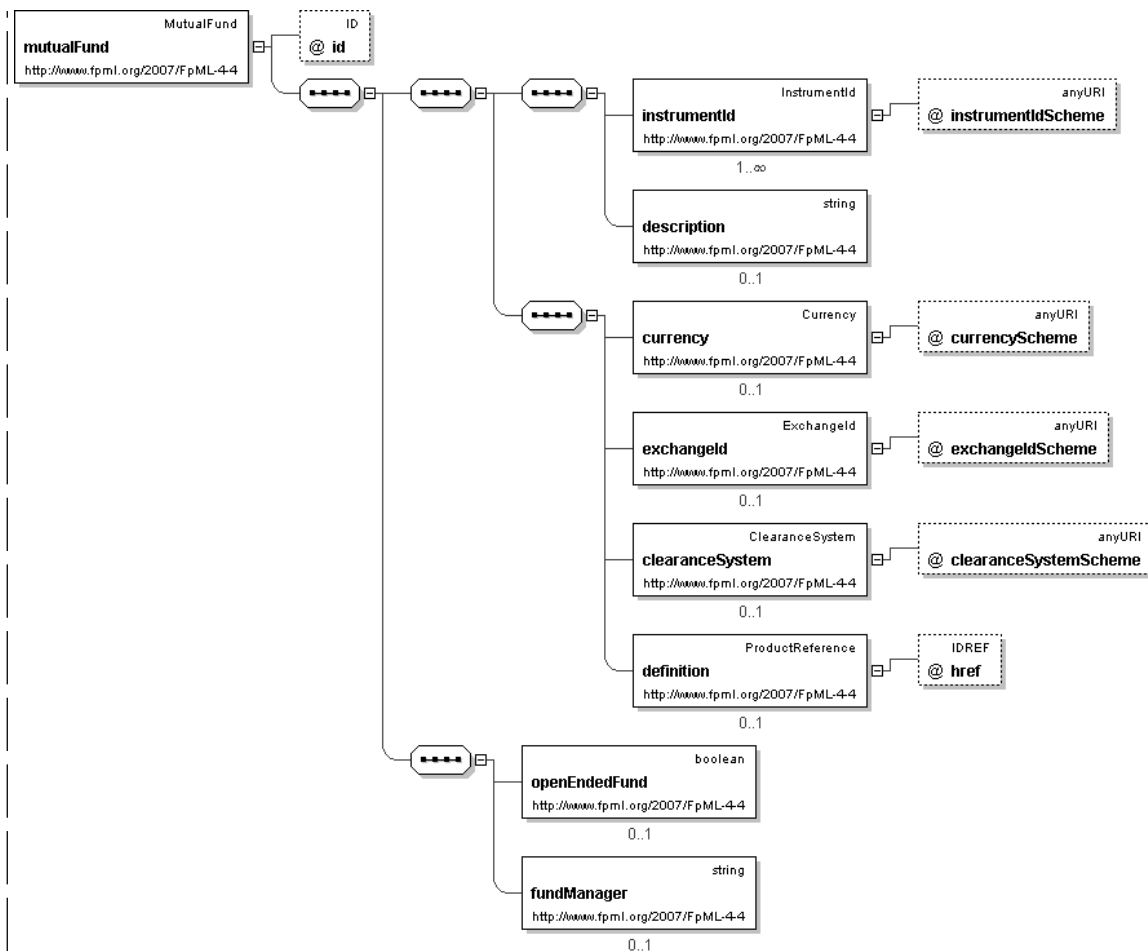 MutualFund
mutualFund
http://www.fpml.org/2007/FpML-4-4
ID
@ id
InstrumentId
instrumentId
http://www.fpml.org/2007/FpML-4-4
1..∞
anyURI
@ instrumentIdScheme
string
description
http://www.fpml.org/2007/FpML-4-4
0..1
Currency
currency
http://www.fpml.org/2007/FpML-4-4
0..1
anyURI
@ currencyScheme
ExchangeId
exchangeId
http://www.fpml.org/2007/FpML-4-4
0..1
anyURI
@ exchangeIdScheme
ClearanceSystem
clearanceSystem
http://www.fpml.org/2007/FpML-4-4
0..1
anyURI
@ clearanceSystemScheme
ProductReference
definition
http://www.fpml.org/2007/FpML-4-4
0..1
IDREF
@ href
boolean
openEndedFund
http://www.fpml.org/2007/FpML-4-4
0..1
string
fundManager
http://www.fpml.org/2007/FpML-4-4
0..1